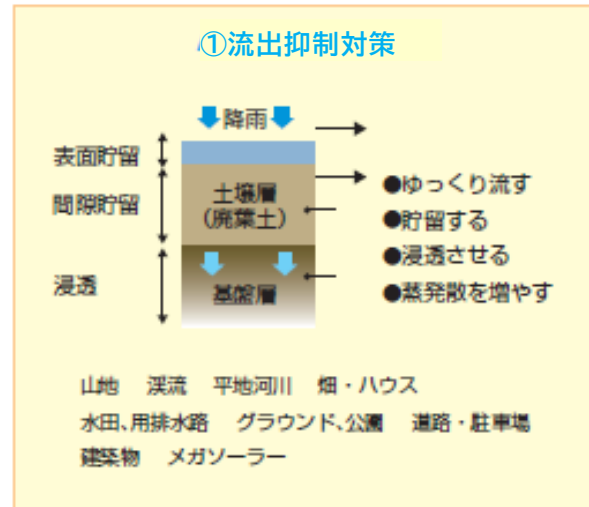 ①流出抑制対策
降雨
表面貯留
間隙貯留
土壌層
（廃葉土）
浸透
基盤層
●ゆっくり流す
●貯留する
●浸透させる
●蒸発散を増やす
山地　渓流　平地河川　畑・ハウス
水田、用排水路　グラウンド、公園　道路・駐車場
建築物　メガソーラー